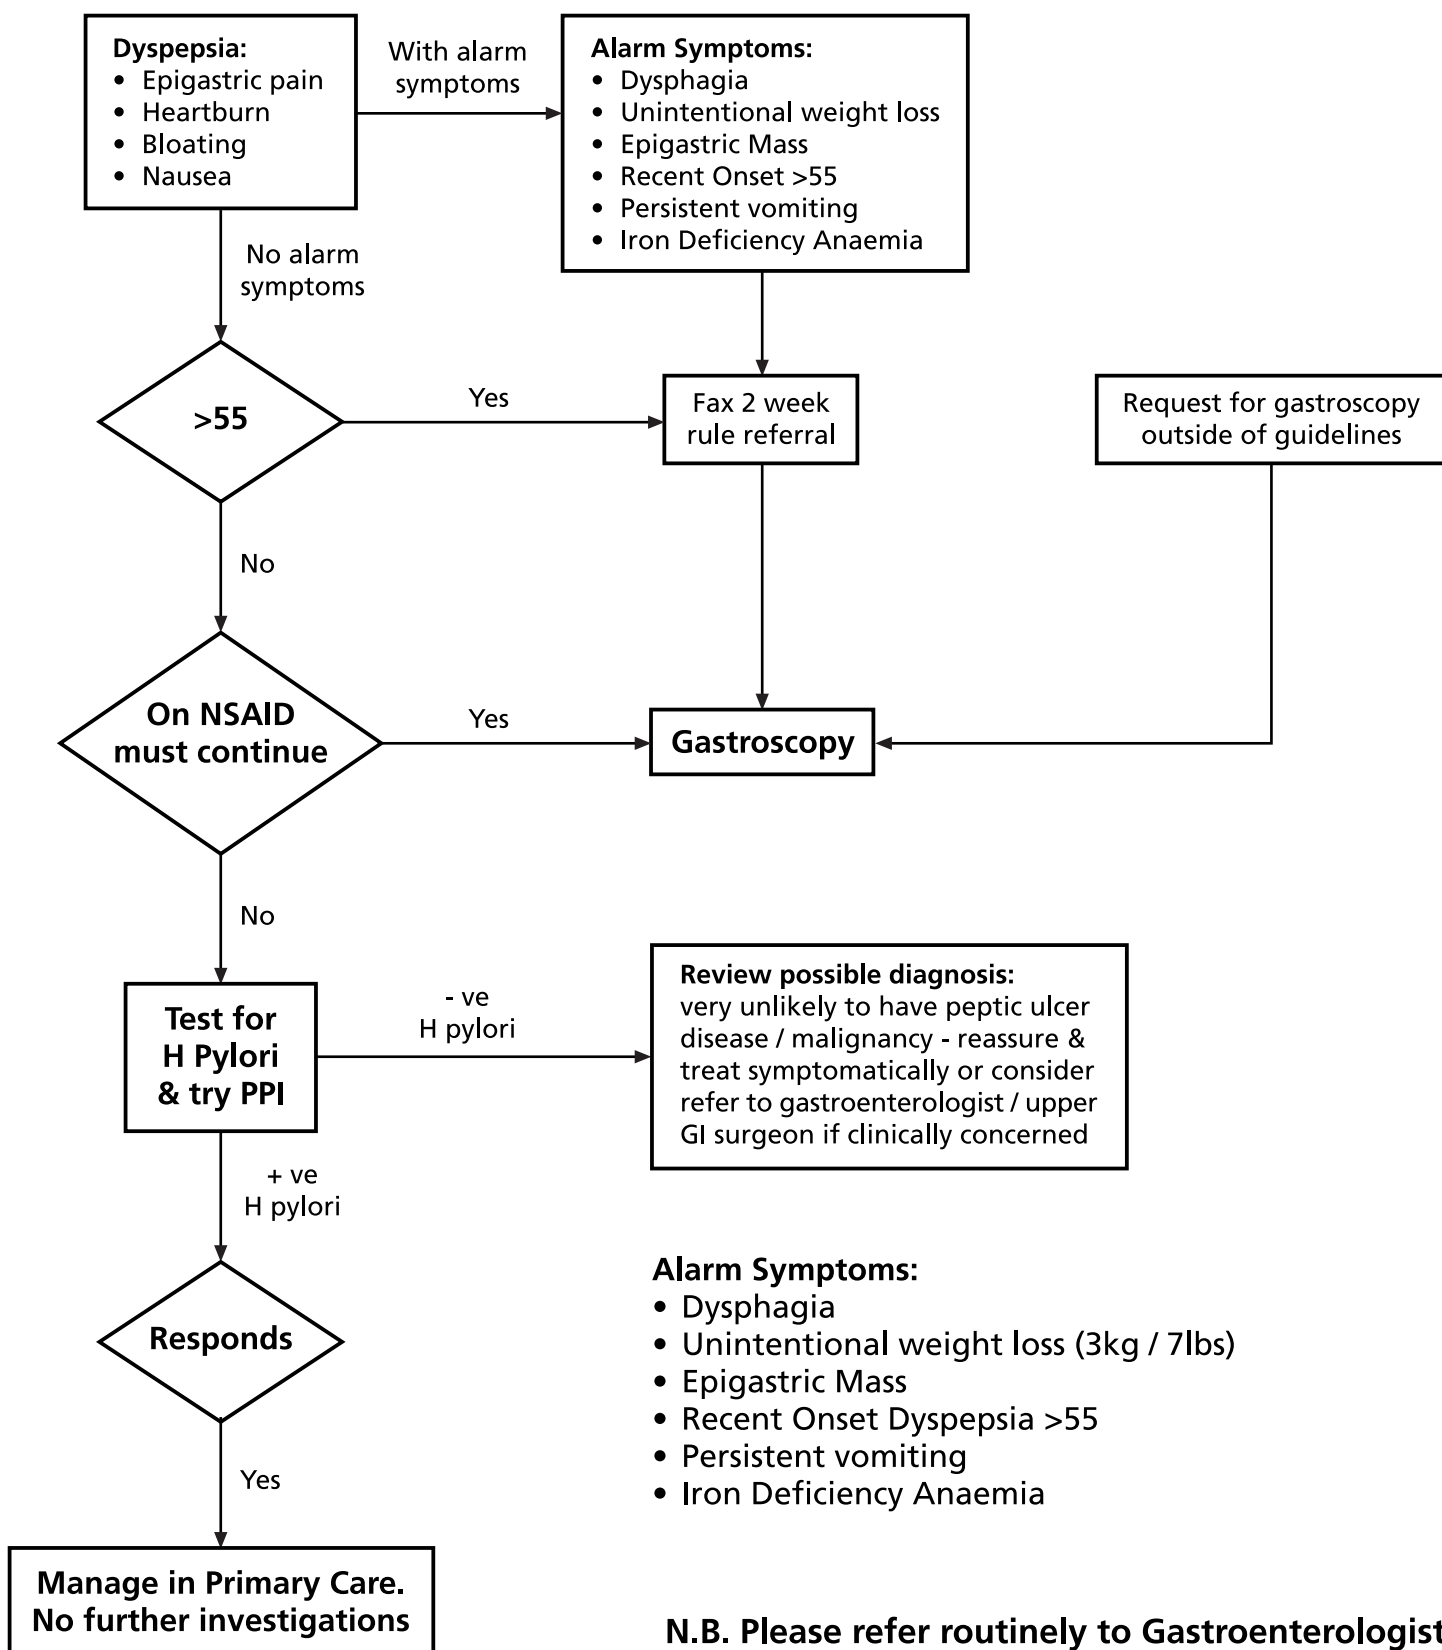 Dyspepsia:
• Epigastric pain
• Heartburn
• Bloating
• Nausea
With alarm
symptoms
Alarm Symptoms:
• Dysphagia
• Unintentional weight loss
• Epigastric Mass
• Recent Onset >55
• Persistent vomiting
• Iron Deficiency Anaemia
No alarm
symptoms
>55
Yes
Fax 2 week
rule referral
Request for gastroscopy
outside of guidelines
No
On NSAID
must continue
Yes
Gastroscopy
No
Test for
H Pylori
& try PPI
- ve
H pylori
Review possible diagnosis:
very unlikely to have peptic ulcer
disease / malignancy - reassure &
treat symptomatically or consider
refer to gastroenterologist / upper
GI surgeon if clinically concerned
+ ve
H pylori
Responds
Yes
Manage in Primary Care.
No further investigations
Alarm Symptoms:
• Dysphagia
• Unintentional weight loss (3kg / 7lbs)
• Epigastric Mass
• Recent Onset Dyspepsia >55
• Persistent vomiting
• Iron Deficiency Anaemia
N.B. Please refer routinely to Gastroenterologist